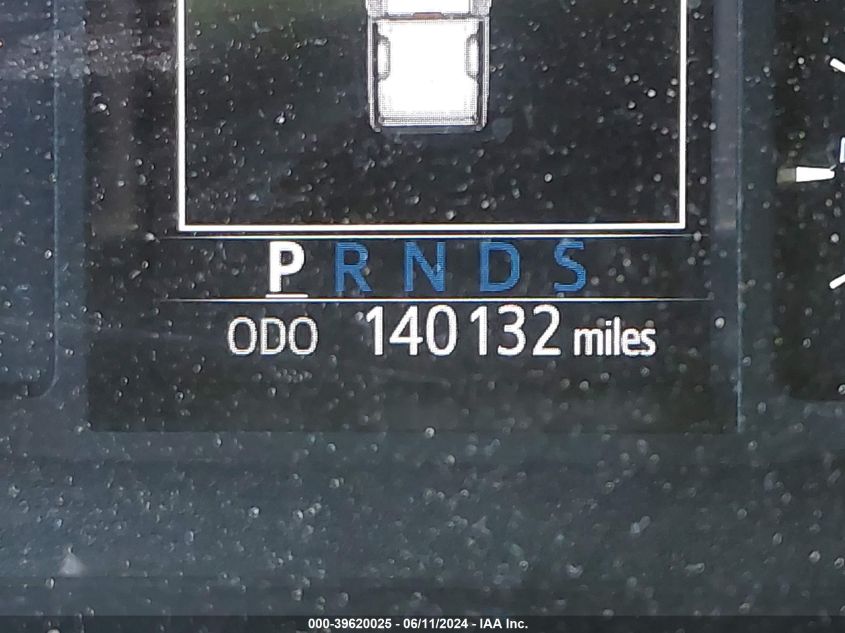 P R N D S
ODO 140132 miles
000-39620025 - 06/11/2024 - IAA Inc.